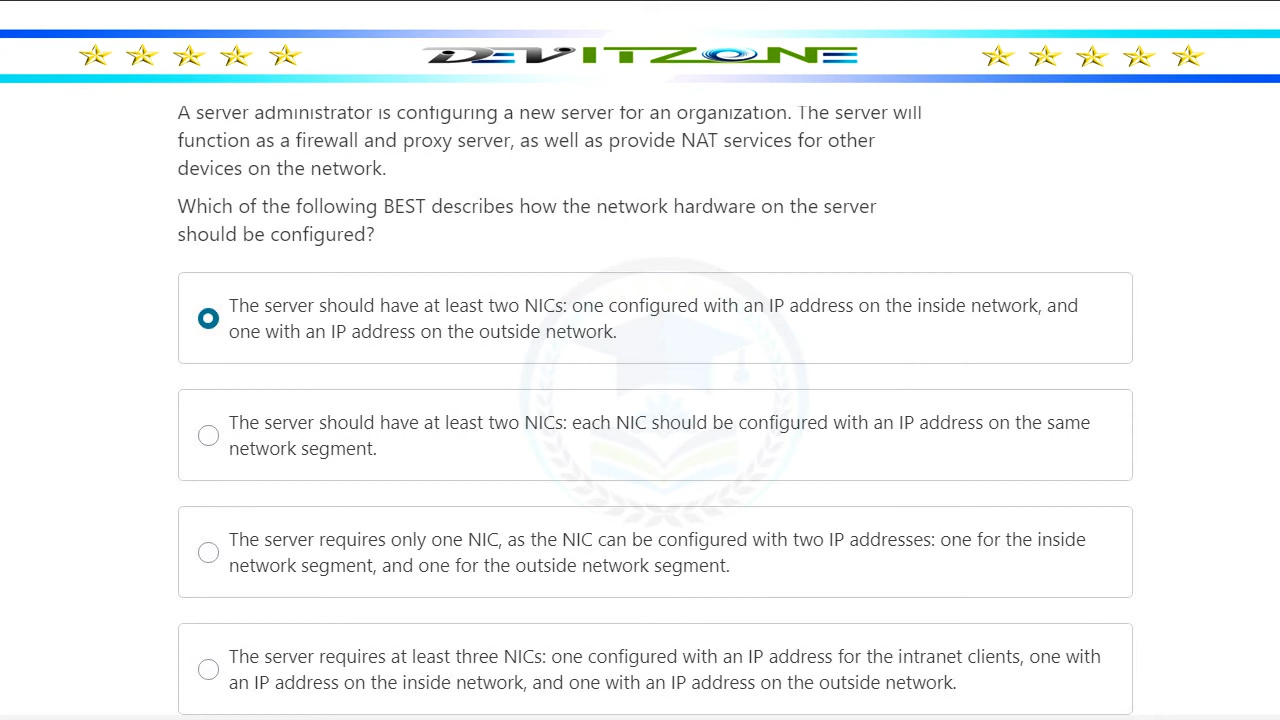 DEVITZONE
A server administrator is configuring a new server for an organization. The server will
function as a firewall and proxy server, as well as provide NAT services for other
devices on the network.
Which of the following BEST describes how the network hardware on the server
should be configured?
The server should have at least two NICs: one configured with an IP address on the inside network, and
one with an IP address on the outside network.
The server should have at least two NICs: each NIC should be configured with an IP address on the same
network segment.
The server requires only one NIC, as the NIC can be configured with two IP addresses: one for the inside
network segment, and one for the outside network segment.
The server requires at least three NICs: one configured with an IP address for the intranet clients, one with
an IP address on the inside network, and one with an IP address on the outside network.